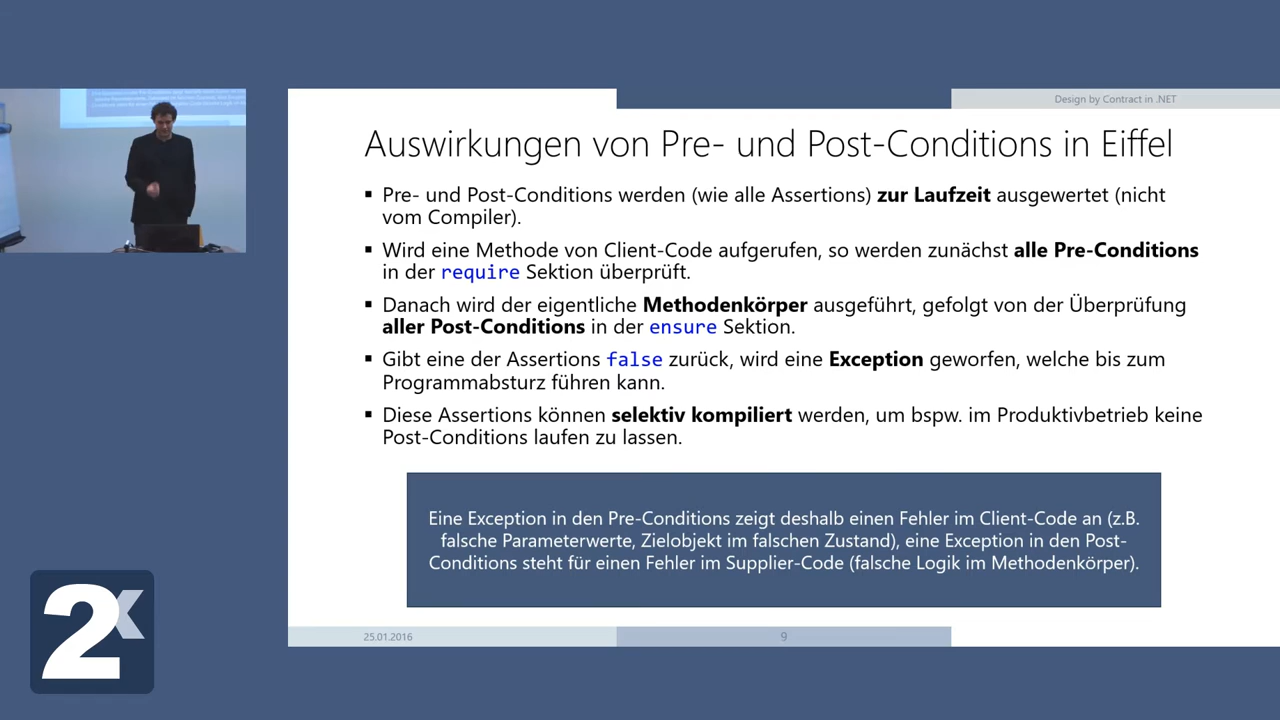 Design by Contract in .NET
Auswirkungen von Pre- und Post-Conditions in Eiffel
▪ Pre- und Post-Conditions werden (wie alle Assertions) zur Laufzeit ausgewertet (nicht
vom Compiler).
▪ Wird eine Methode von Client-Code aufgerufen, so werden zunächst alle Pre-Conditions
in der require Sektion überprüft.
▪ Danach wird der eigentliche Methodenkörper ausgeführt, gefolgt von der Überprüfung
aller Post-Conditions in der ensure Sektion.
▪ Gibt eine der Assertions false zurück, wird eine Exception geworfen, welche bis zum
Programmabsturz führen kann.
▪ Diese Assertions können selektiv kompiliert werden, um bspw. im Produktivbetrieb keine
Post-Conditions laufen zu lassen.
Eine Exception in den Pre-Conditions zeigt deshalb einen Fehler im Client-Code an (z.B.
falsche Parameterwerte, Zielobjekt im falschen Zustand), eine Exception in den Post-
Conditions steht für einen Fehler im Supplier-Code (falsche Logik im Methodenkörper).
25.01.2016
9
2x